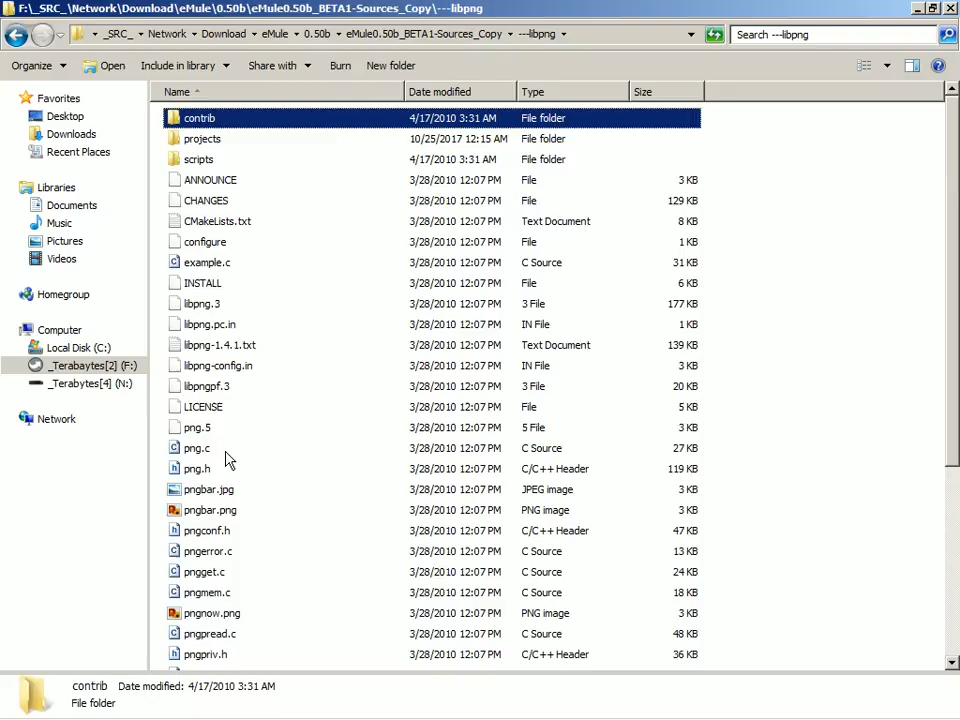 F:\_SRC_\Network\Download\eMule\0.50b\eMule0.50b_BETA1-Sources_Copy\---libpng
_SRC_ Network Download eMule 0.50b eMule0.50b_BETA1-Sources_Copy ---libpng
Search ---libpng
Organize Open Include in library Share with Burn New folder
Name Date modified Type Size
Favorites
Desktop
Downloads
Recent Places
Libraries
Documents
Music
Pictures
Videos
Homegroup
Computer
Local Disk (C:)
_Terabaytes[2] (F:)
_Terabytes[4] (N:)
Network
contrib 4/17/2010 3:31 AM File folder
projects 10/25/2017 12:15 AM File folder
scripts 4/17/2010 3:31 AM File folder
ANNOUNCE 3/28/2010 12:07 PM File 3 KB
CHANGES 3/28/2010 12:07 PM File 129 KB
CMakeLists.txt 3/28/2010 12:07 PM Text Document 8 KB
configure 3/28/2010 12:07 PM File 1 KB
example.c 3/28/2010 12:07 PM C Source 31 KB
INSTALL 3/28/2010 12:07 PM File 6 KB
libpng.3 3/28/2010 12:07 PM 3 File 177 KB
libpng.pc.in 3/28/2010 12:07 PM IN File 1 KB
libpng-1.4.1.txt 3/28/2010 12:07 PM Text Document 139 KB
libpng-config.in 3/28/2010 12:07 PM IN File 3 KB
libpngpf.3 3/28/2010 12:07 PM 3 File 20 KB
LICENSE 3/28/2010 12:07 PM File 5 KB
png.5 3/28/2010 12:07 PM 5 File 3 KB
png.c 3/28/2010 12:07 PM C Source 27 KB
png.h 3/28/2010 12:07 PM C/C++ Header 119 KB
pngbar.jpg 3/28/2010 12:07 PM JPEG image 3 KB
pngbar.png 3/28/2010 12:07 PM PNG image 3 KB
pngconf.h 3/28/2010 12:07 PM C/C++ Header 47 KB
pngerror.c 3/28/2010 12:07 PM C Source 13 KB
pngget.c 3/28/2010 12:07 PM C Source 24 KB
pngmem.c 3/28/2010 12:07 PM C Source 18 KB
pngnow.png 3/28/2010 12:07 PM PNG image 3 KB
pngpread.c 3/28/2010 12:07 PM C Source 48 KB
pngpriv.h 3/28/2010 12:07 PM C/C++ Header 36 KB
contrib Date modified: 4/17/2010 3:31 AM
File folder